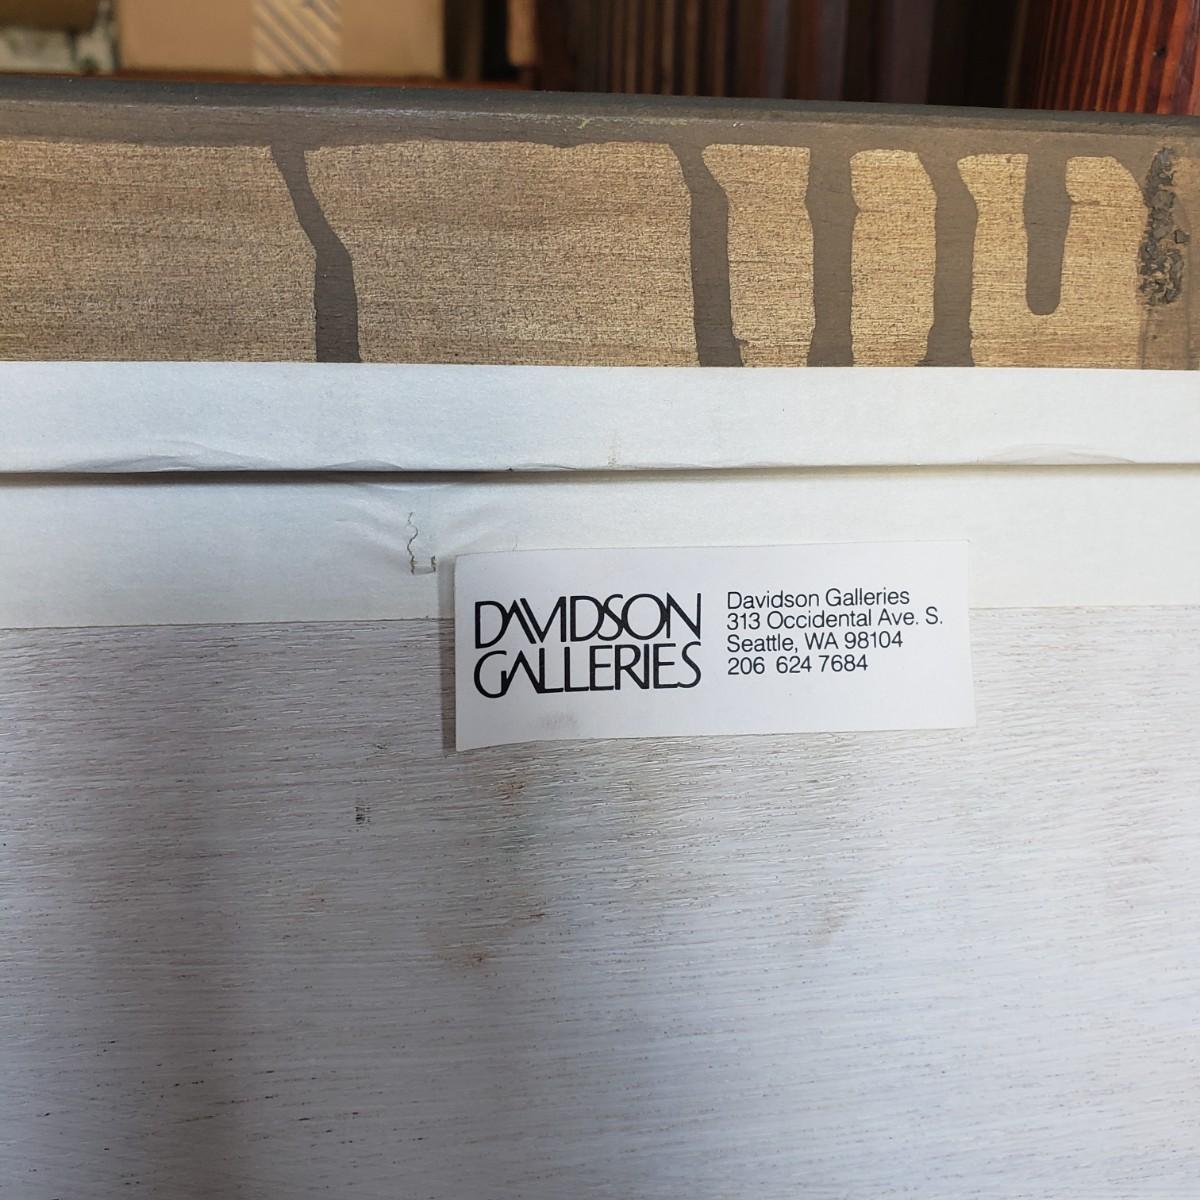 DAVIDSON
GALLERIES
Davidson Galleries
313 Occidental Ave. S.
Seattle, WA 98104
206 624 7684